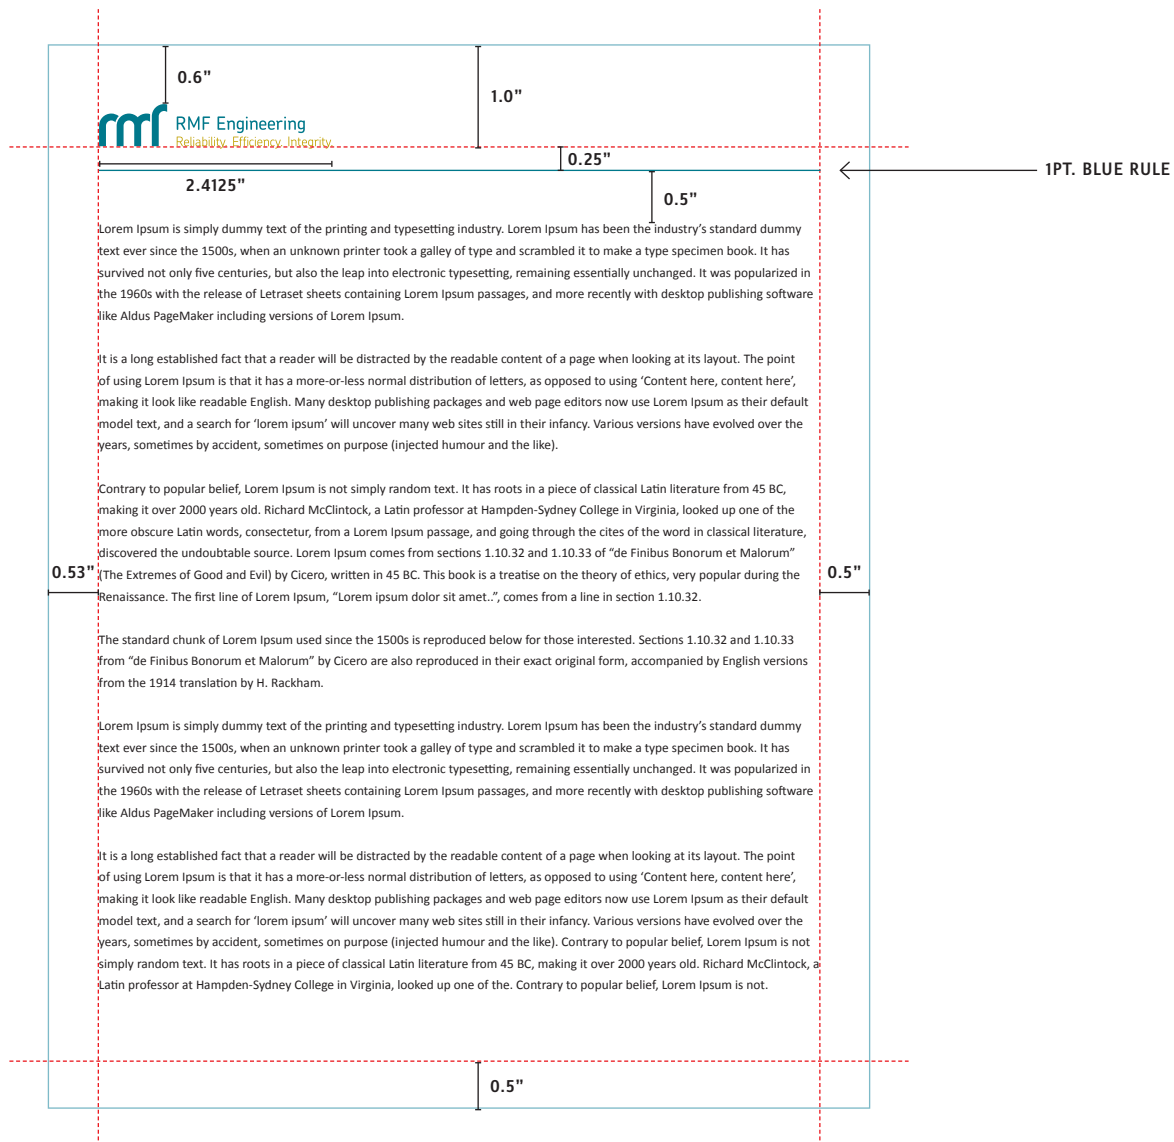 0.6"
1.0"
rmf RMF Engineering
Reliability. Efficiency. Integrity.
0.25"
1PT. BLUE RULE
2.4125"
0.5"
Lorem Ipsum is simply dummy text of the printing and typesetting industry. Lorem Ipsum has been the industry’s standard dummy
text ever since the 1500s, when an unknown printer took a galley of type and scrambled it to make a type specimen book. It has
survived not only five centuries, but also the leap into electronic typesetting, remaining essentially unchanged. It was popularized in
the 1960s with the release of Letraset sheets containing Lorem Ipsum passages, and more recently with desktop publishing software
like Aldus PageMaker including versions of Lorem Ipsum.
It is a long established fact that a reader will be distracted by the readable content of a page when looking at its layout. The point
of using Lorem Ipsum is that it has a more-or-less normal distribution of letters, as opposed to using ‘Content here, content here’,
making it look like readable English. Many desktop publishing packages and web page editors now use Lorem Ipsum as their default
model text, and a search for ‘lorem ipsum’ will uncover many web sites still in their infancy. Various versions have evolved over the
years, sometimes by accident, sometimes on purpose (injected humour and the like).
Contrary to popular belief, Lorem Ipsum is not simply random text. It has roots in a piece of classical Latin literature from 45 BC,
making it over 2000 years old. Richard McClintock, a Latin professor at Hampden-Sydney College in Virginia, looked up one of the
more obscure Latin words, consectetur, from a Lorem Ipsum passage, and going through the cites of the word in classical literature,
discovered the undoubtable source. Lorem Ipsum comes from sections 1.10.32 and 1.10.33 of “de Finibus Bonorum et Malorum”
(The Extremes of Good and Evil) by Cicero, written in 45 BC. This book is a treatise on the theory of ethics, very popular during the
Renaissance. The first line of Lorem Ipsum, “Lorem ipsum dolor sit amet..”, comes from a line in section 1.10.32.
0.53"
0.5"
The standard chunk of Lorem Ipsum used since the 1500s is reproduced below for those interested. Sections 1.10.32 and 1.10.33
from “de Finibus Bonorum et Malorum” by Cicero are also reproduced in their exact original form, accompanied by English versions
from the 1914 translation by H. Rackham.
Lorem Ipsum is simply dummy text of the printing and typesetting industry. Lorem Ipsum has been the industry’s standard dummy
text ever since the 1500s, when an unknown printer took a galley of type and scrambled it to make a type specimen book. It has
survived not only five centuries, but also the leap into electronic typesetting, remaining essentially unchanged. It was popularized in
the 1960s with the release of Letraset sheets containing Lorem Ipsum passages, and more recently with desktop publishing software
like Aldus PageMaker including versions of Lorem Ipsum.
It is a long established fact that a reader will be distracted by the readable content of a page when looking at its layout. The point
of using Lorem Ipsum is that it has a more-or-less normal distribution of letters, as opposed to using ‘Content here, content here’,
making it look like readable English. Many desktop publishing packages and web page editors now use Lorem Ipsum as their default
model text, and a search for ‘lorem ipsum’ will uncover many web sites still in their infancy. Various versions have evolved over the
years, sometimes by accident, sometimes on purpose (injected humour and the like). Contrary to popular belief, Lorem Ipsum is not
simply random text. It has roots in a piece of classical Latin literature from 45 BC, making it over 2000 years old. Richard McClintock, a
Latin professor at Hampden-Sydney College in Virginia, looked up one of the. Contrary to popular belief, Lorem Ipsum is not.
0.5"